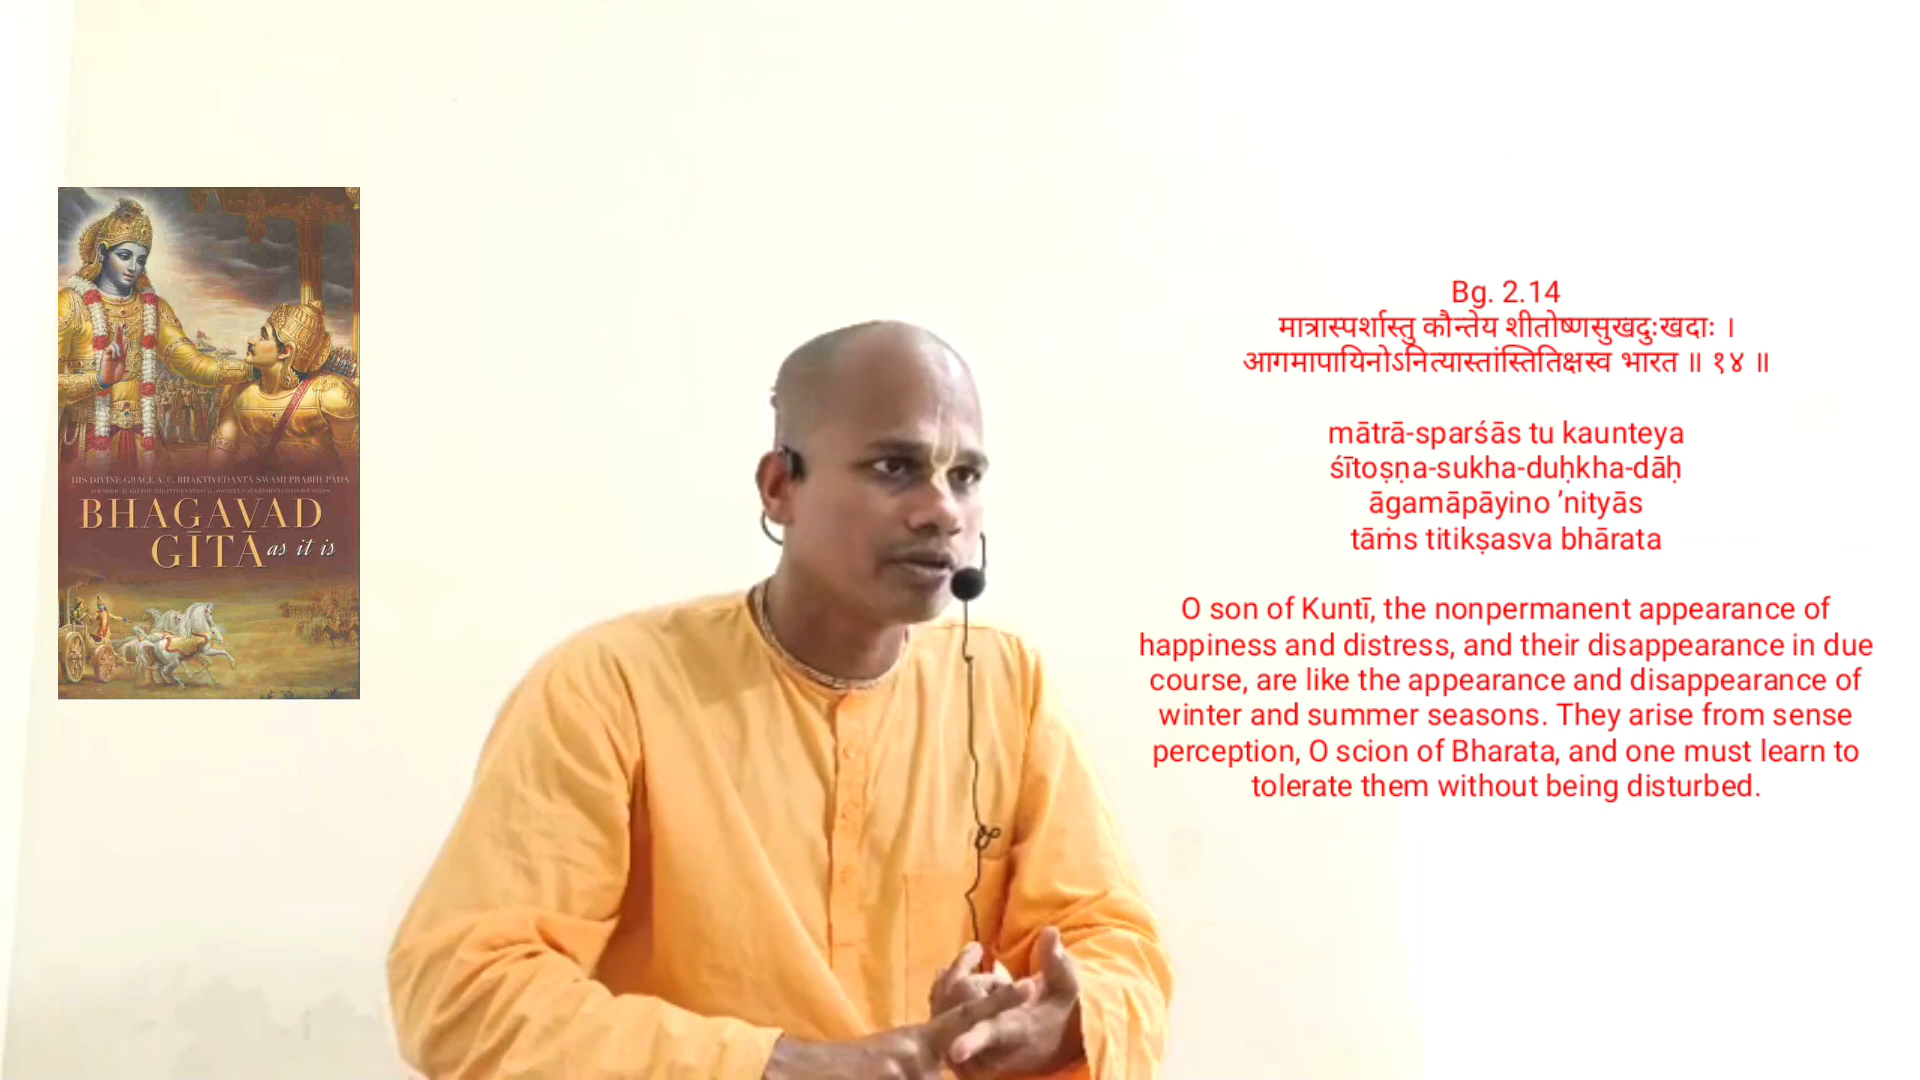 HIS DIVINE GRACE A. C. BHAKTIVEDANTA SWAMI PRABHUPĀDA
BHAGAVAD
GĪTĀ as it is
Bg. 2.14
मात्रास्पर्शास्तु कौन्तेय शीतोष्णसुखदुःखदाः ।
आगमापायिनोऽनित्यास्तांस्तितिक्षस्व भारत ॥ १४ ॥
mātrā-sparśās tu kaunteya
śītoṣṇa-sukha-duḥkha-dāḥ
āgamāpāyino ’nityās
tāṁs titikṣasva bhārata
O son of Kuntī, the nonpermanent appearance of
happiness and distress, and their disappearance in due
course, are like the appearance and disappearance of
winter and summer seasons. They arise from sense
perception, O scion of Bharata, and one must learn to
tolerate them without being disturbed.